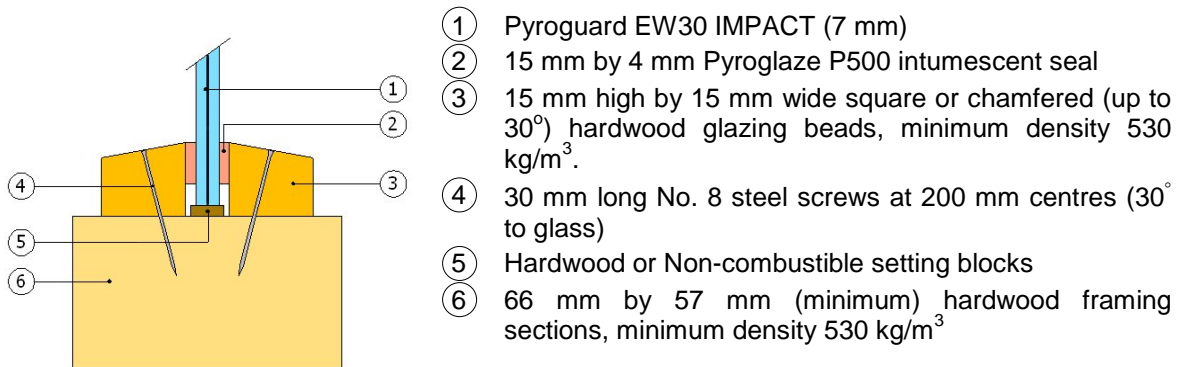 1 Pyroguard EW30 IMPACT (7 mm)
2 15 mm by 4 mm Pyroglaze P500 intumescent seal
3 15 mm high by 15 mm wide square or chamfered (up to
30º) hardwood glazing beads, minimum density 530
kg/m³.
4 30 mm long No. 8 steel screws at 200 mm centres (30°
to glass)
5 Hardwood or Non-combustible setting blocks
6 66 mm by 57 mm (minimum) hardwood framing
sections, minimum density 530 kg/m³
1
2
4 3
5
6